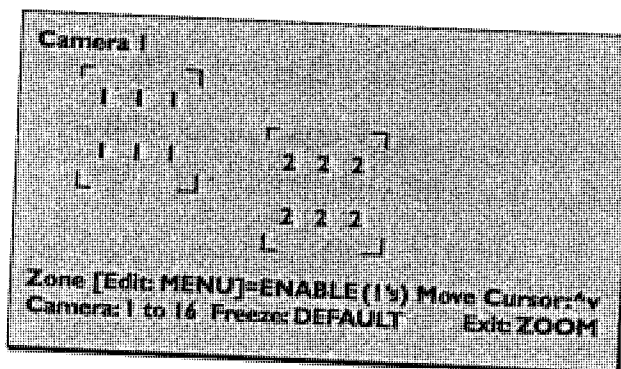 Camera 1
1 1 1
1 1 1
2 2 2
2 2 2
Zone [Edit: MENU]=ENABLE(1's) Move Cursor:^v
Camera: 1 to 16 Freeze: DEFAULT Exit: ZOOM